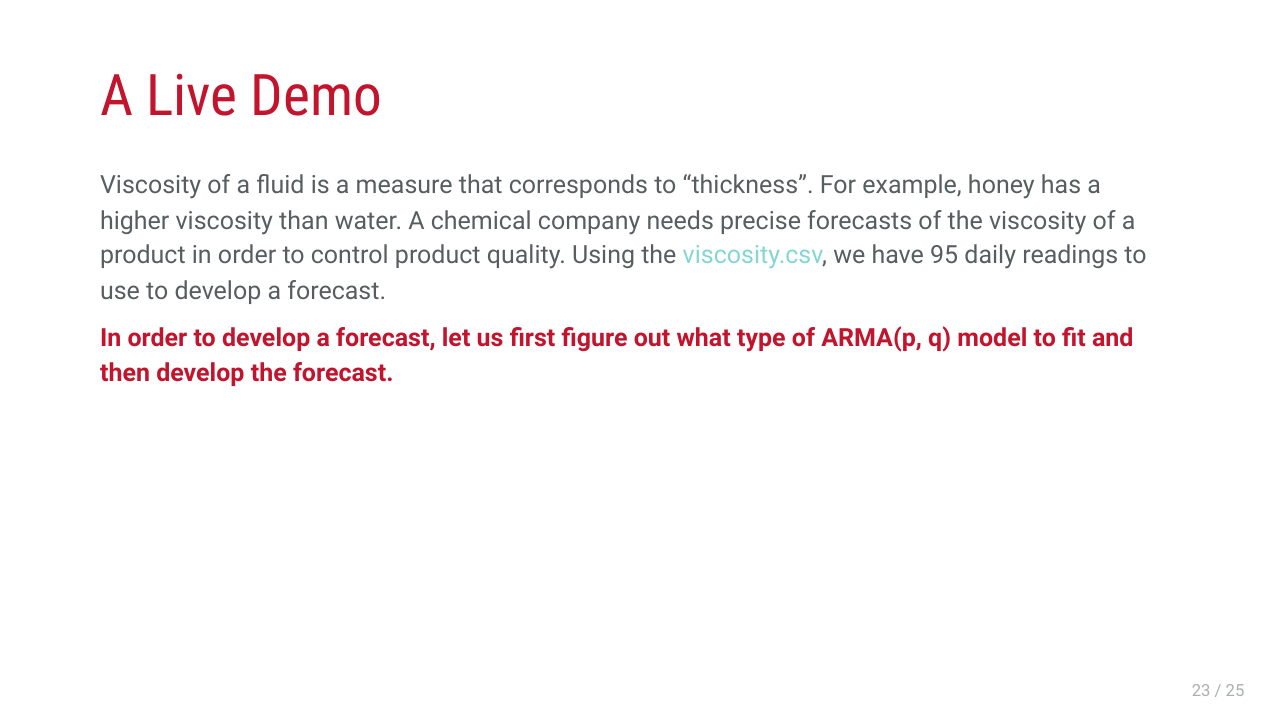 A Live Demo
Viscosity of a fluid is a measure that corresponds to “thickness”. For example, honey has a
higher viscosity than water. A chemical company needs precise forecasts of the viscosity of a
product in order to control product quality. Using the viscosity.csv, we have 95 daily readings to
use to develop a forecast.
In order to develop a forecast, let us first figure out what type of ARMA(p, q) model to fit and
then develop the forecast.
23 / 25